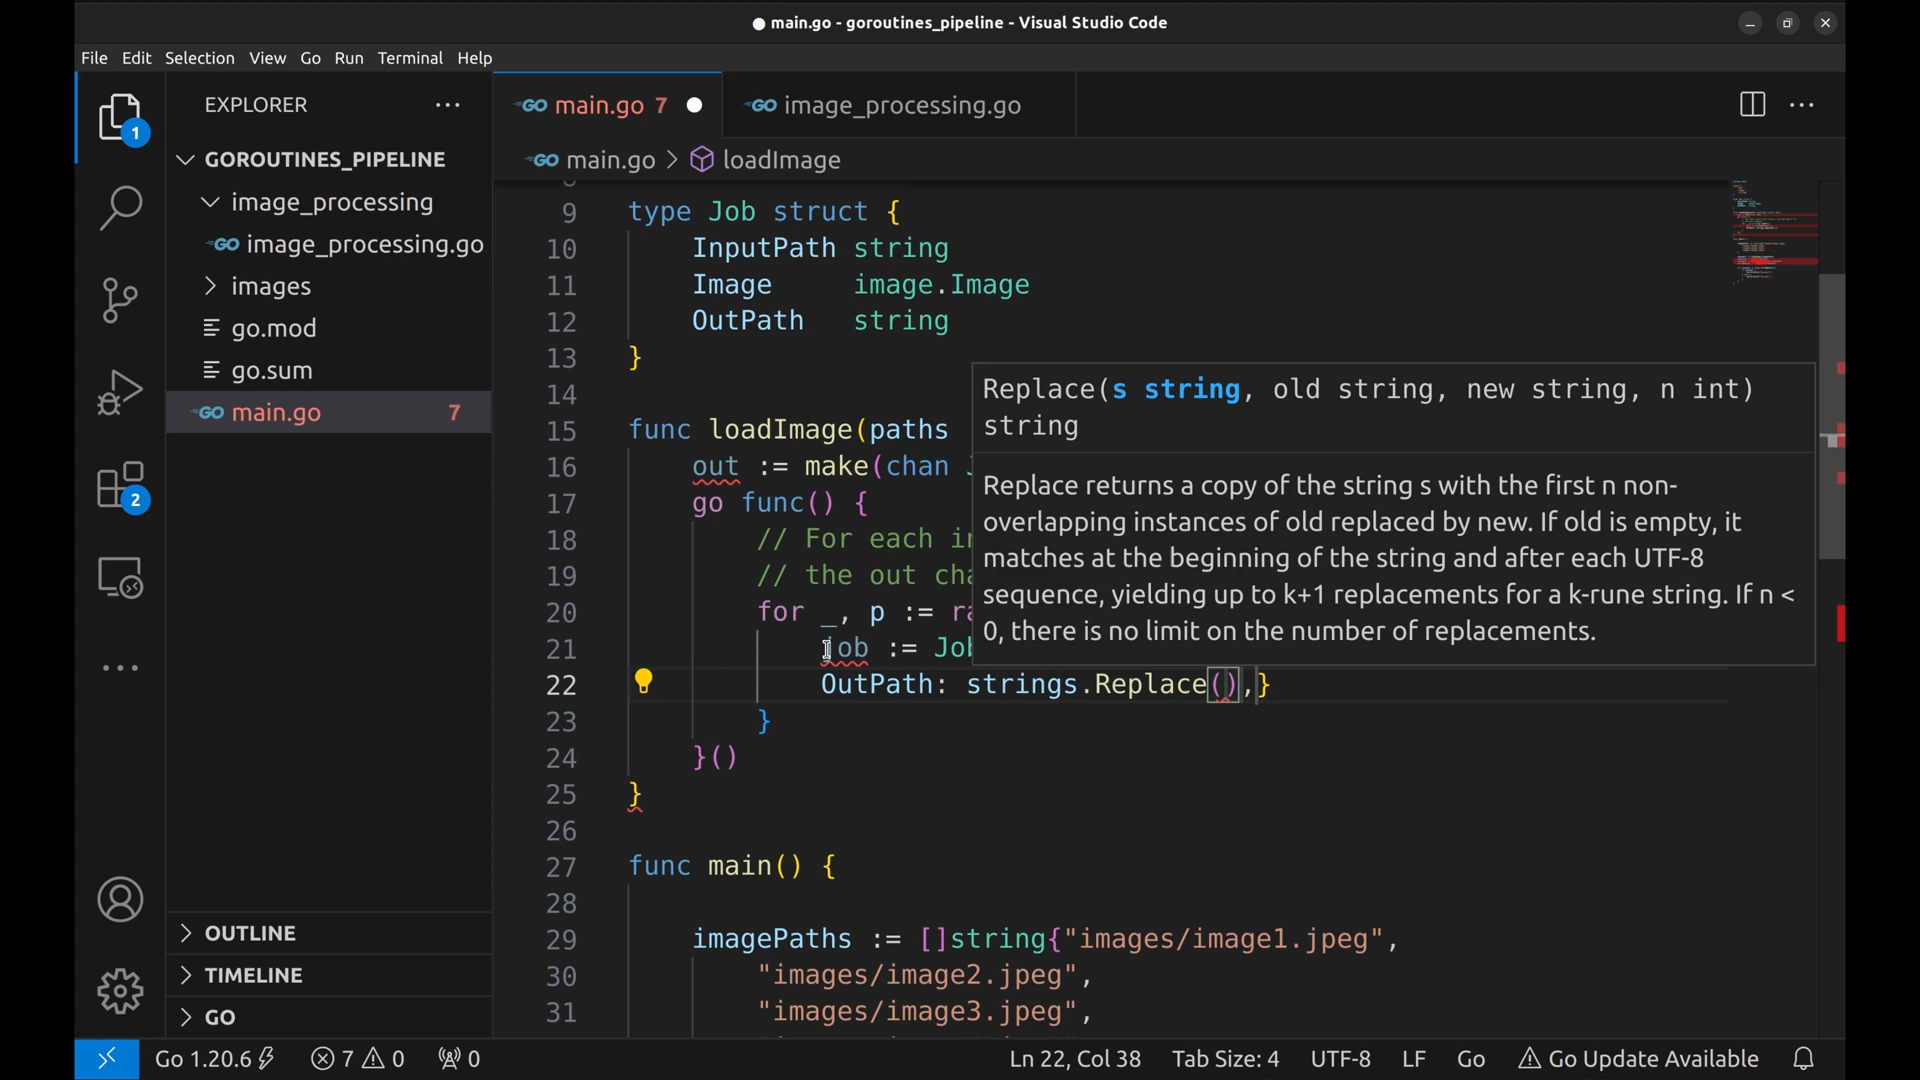 main.go - goroutines_pipeline - Visual Studio Code
File Edit Selection View Go Run Terminal Help
EXPLORER
GOROUTINES_PIPELINE
image_processing
image_processing.go
images
go.mod
go.sum
main.go 7
1
2
main.go 7
image_processing.go
main.go > loadImage
9 type Job struct {
10 InputPath string
11 Image image.Image
12 OutPath string
13 }
14
15 func loadImage(paths
16 out := make(chan
17 go func() {
18 // For each
19 // the out
20 for _, p :=
21 job := Job
22 OutPath: strings.Replace(),}
23 }
24 }()
25 }
26
27 func main() {
28
29 imagePaths := []string{"images/image1.jpeg",
30 "images/image2.jpeg",
31 "images/image3.jpeg",
Replace(s string, old string, new string, n int)
string
Replace returns a copy of the string s with the first n non-
overlapping instances of old replaced by new. If old is empty, it
matches at the beginning of the string and after each UTF-8
sequence, yielding up to k+1 replacements for a k-rune string. If n <
0, there is no limit on the number of replacements.
OUTLINE
TIMELINE
GO
Go 1.20.6 7 0 0 Ln 22, Col 38 Tab Size: 4 UTF-8 LF Go Go Update Available